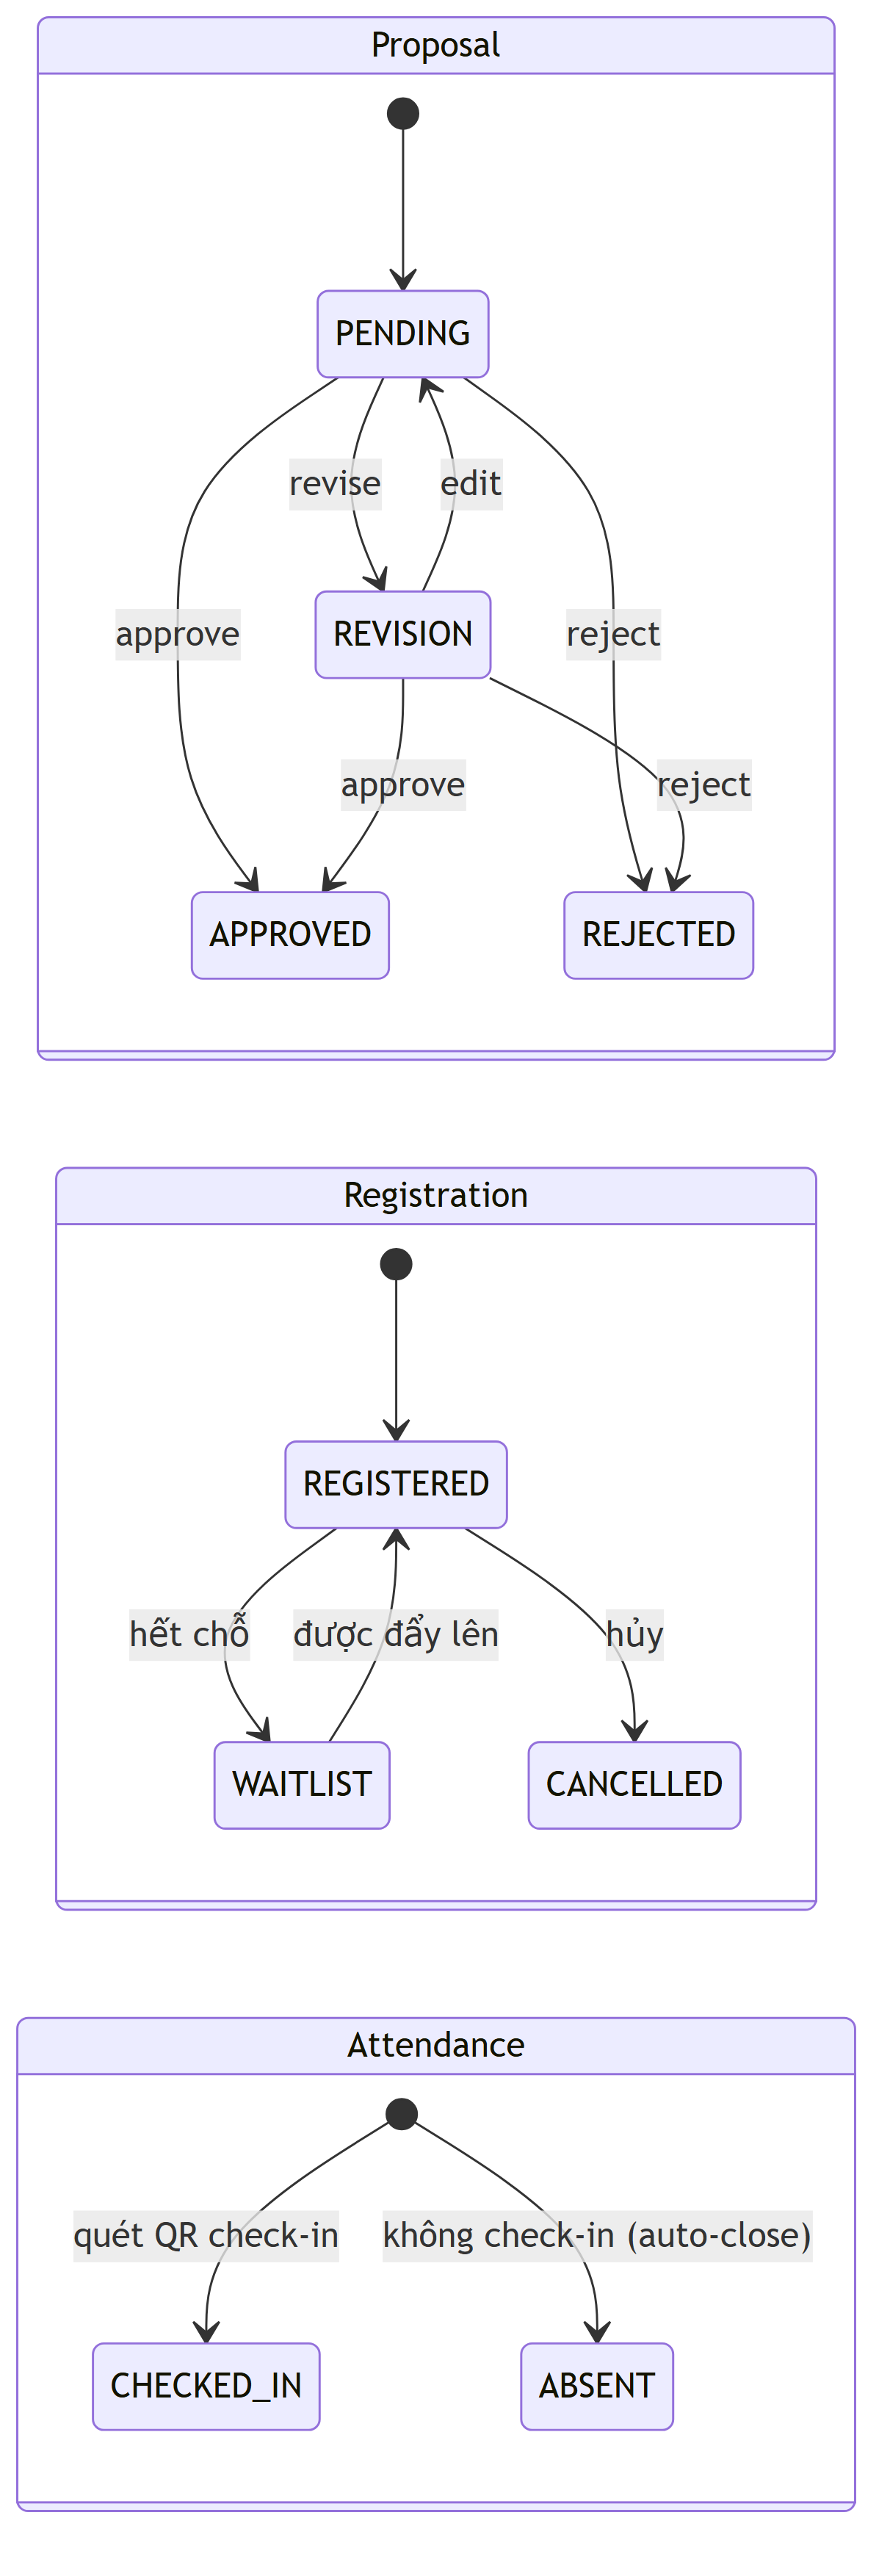 Proposal
PENDING
revise
edit
REVISION
approve
reject
approve
reject
APPROVED
REJECTED
Registration
REGISTERED
hết chỗ
được đẩy lên
hủy
WAITLIST
CANCELLED
Attendance
quét QR check-in
không check-in (auto-close)
CHECKED_IN
ABSENT